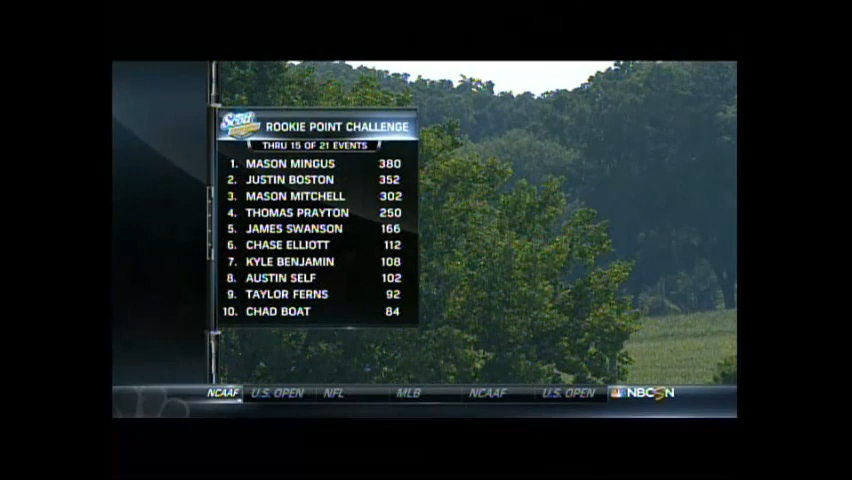 Scott
ROOKIE POINT CHALLENGE
THRU 15 OF 21 EVENTS
1. MASON MINGUS 380
2. JUSTIN BOSTON 352
3. MASON MITCHELL 302
4. THOMAS PRAYTON 250
5. JAMES SWANSON 166
6. CHASE ELLIOTT 112
7. KYLE BENJAMIN 108
8. AUSTIN SELF 102
9. TAYLOR FERNS 92
10. CHAD BOAT 84
NCAAF U.S. OPEN NFL MLB NCAAF U.S. OPEN NBCSN